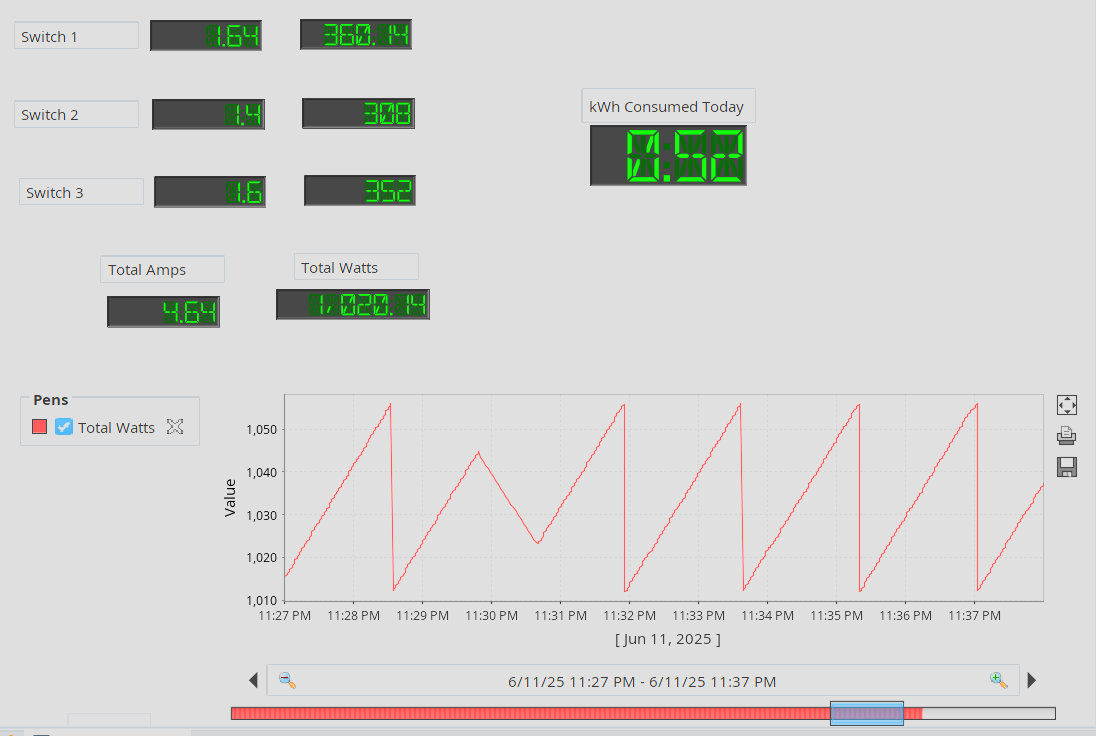 Switch 1 1.64 360.14
Switch 2 1.4 308
Switch 3 1.6 352
kWh Consumed Today
0.52
Total Amps Total Watts
4.64 1,020.14
Pens
Total Watts
1,050
1,040
1,030
1,020
1,010
Value
11:27 PM 11:28 PM 11:29 PM 11:30 PM 11:31 PM 11:32 PM 11:33 PM 11:34 PM 11:35 PM 11:36 PM 11:37 PM
[ Jun 11, 2025 ]
6/11/25 11:27 PM - 6/11/25 11:37 PM